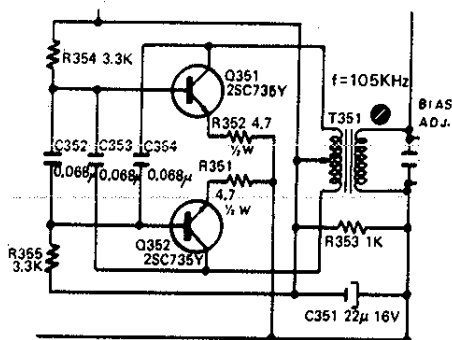 R354 3.3K
Q351
2SC735Y
f=105KHz
T351
BIAS
ADJ.
R352 4.7
½W
C352 C353 C354
0.068μ 0.068μ 0.068μ
R351
4.7
½ W
Q352
2SC735Y
R355
3.3K
R353 1K
C351 22μ 16V